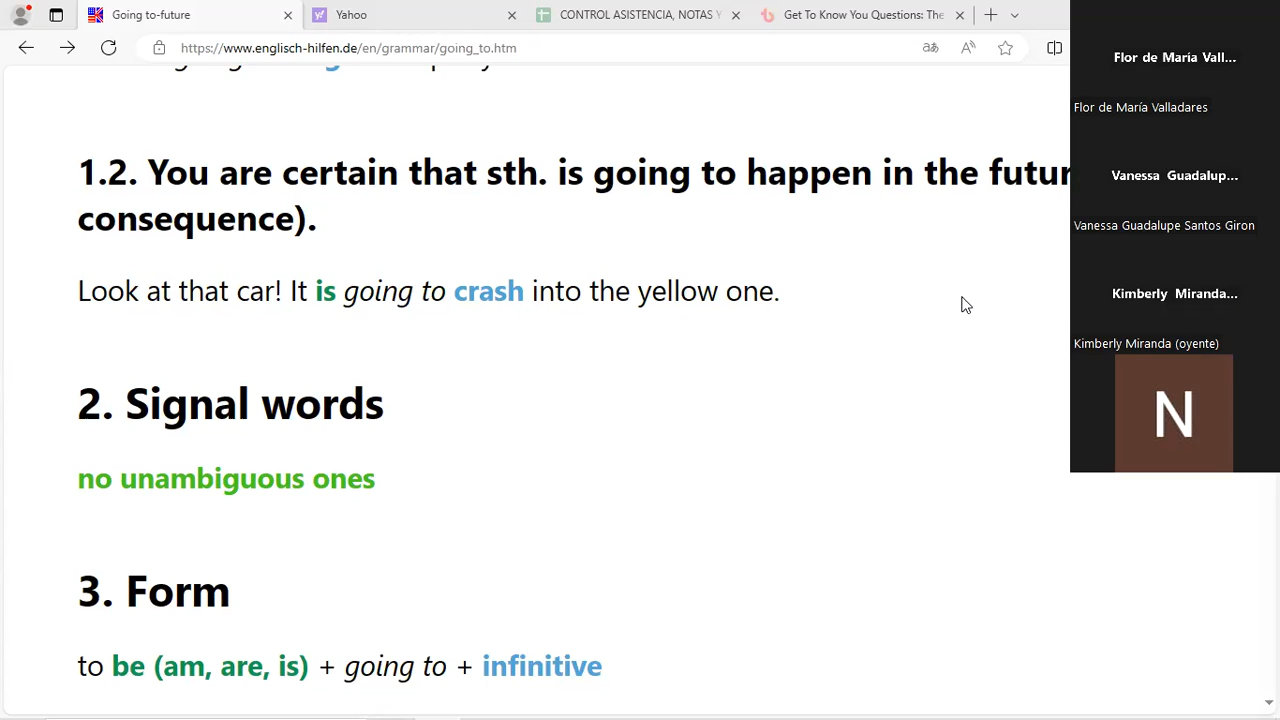 Going to-future
Yahoo
CONTROL ASISTENCIA, NOTAS Y
Get To Know You Questions: The
https://www.englisch-hilfen.de/en/grammar/going_to.htm
1.2. You are certain that sth. is going to happen in the futur
consequence).
Look at that car! It is going to crash into the yellow one.
2. Signal words
no unambiguous ones
3. Form
to be (am, are, is) + going to + infinitive
Flor de María Vall...
Flor de María Valladares
Vanessa Guadalup...
Vanessa Guadalupe Santos Giron
Kimberly Miranda...
Kimberly Miranda (oyente)
N